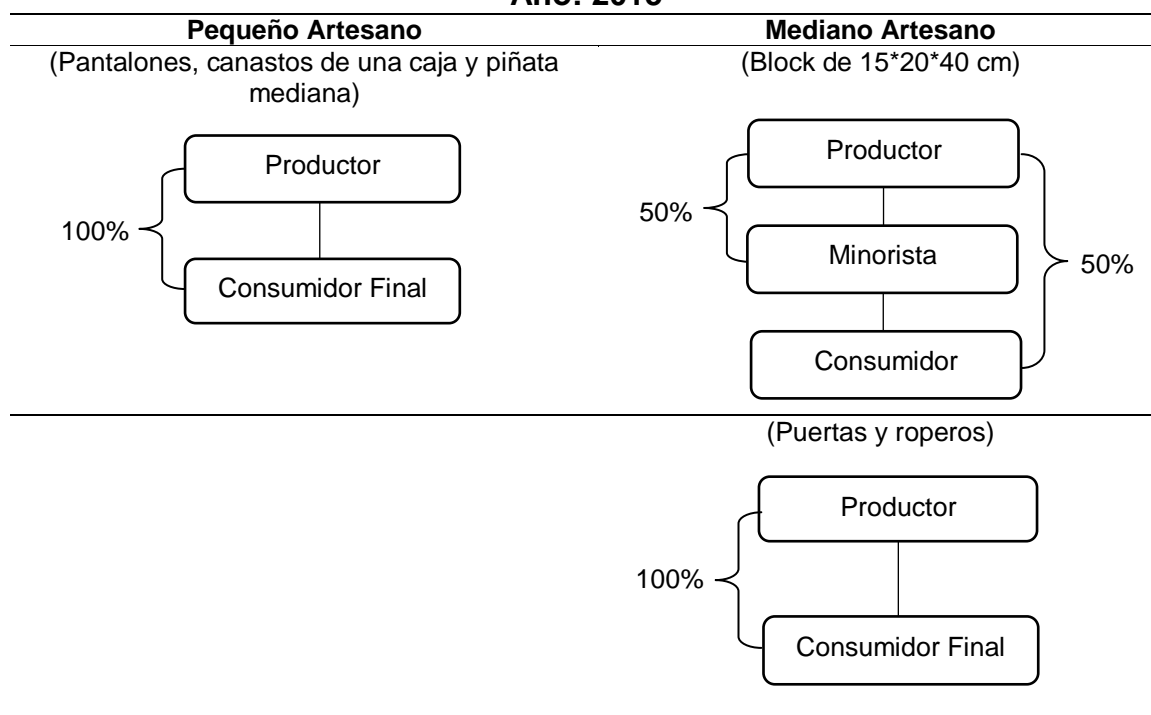 Pequeño Artesano
Mediano Artesano
(Pantalones, canastos de una caja y piñata
mediana)
(Block de 15*20*40 cm)
Productor
100%
Consumidor Final
Productor
50%
Minorista
50%
Consumidor
(Puertas y roperos)
Productor
100%
Consumidor Final